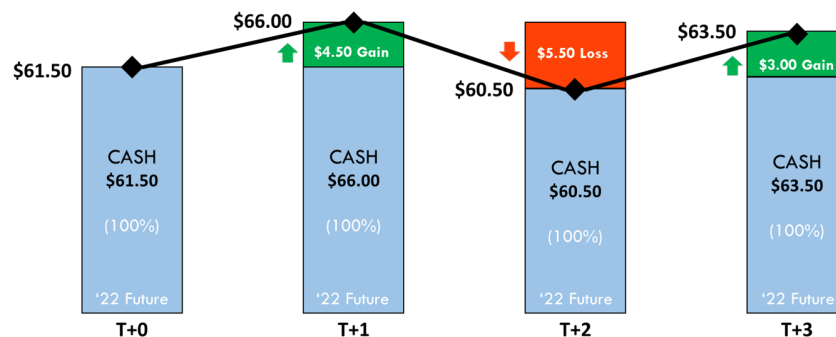 $61.50
CASH
$61.50
(100%)
‘22 Future
T+0
$66.00
$4.50 Gain
CASH
$66.00
(100%)
‘22 Future
T+1
$5.50 Loss
$60.50
CASH
$60.50
(100%)
‘22 Future
T+2
$63.50
$3.00 Gain
CASH
$63.50
(100%)
‘22 Future
T+3